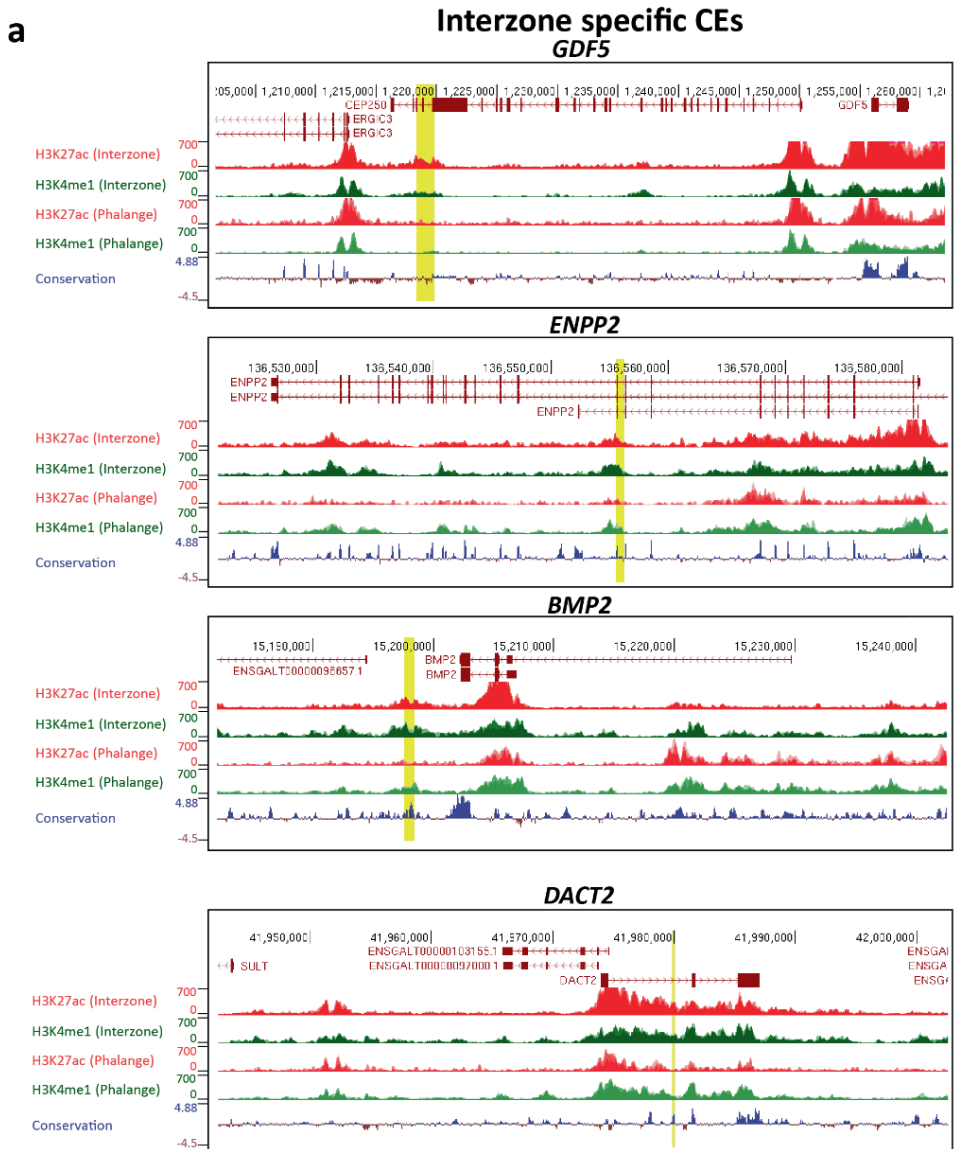 a
Interzone specific CEs
GDF5
205,000| 1,210,000| 1,215,000| 1,220,000| 1,225,000| 1,230,000| 1,235,000| 1,240,000| 1,245,000| 1,250,000| 1,255,000| 1,260,000| 1,2
CEP250 GDF5
ERGIC3
ERGIC3
H3K27ac (Interzone) 700 0
H3K4me1 (Interzone) 700 0
H3K27ac (Phalange) 700 0
H3K4me1 (Phalange) 700 0
Conservation 4.88 -4.5
ENPP2
136,530,000| 136,540,000| 136,550,000| 136,560,000| 136,570,000| 136,580,000|
ENPP2
ENPP2
ENPP2
H3K27ac (Interzone) 700 0
H3K4me1 (Interzone) 700 0
H3K27ac (Phalange) 700 0
H3K4me1 (Phalange) 700 0
Conservation 4.88 -4.5
BMP2
15,190,000| 15,200,000| 15,210,000| 15,220,000| 15,230,000| 15,240,000|
BMP2
BMP2
H3K27ac (Interzone) 700 0
H3K4me1 (Interzone) 700 0
H3K27ac (Phalange) 700 0
H3K4me1 (Phalange) 700 0
Conservation 4.88 -4.5
DACT2
41,950,000| 41,960,000| 41,970,000| 41,980,000| 41,990,000| 42,000,000|
ENSGALT00000103155.1 ENSGAL
SULT ENSGALT00000097000.1 ENSGA
DACT2 ENSG
H3K27ac (Interzone) 700 0
H3K4me1 (Interzone) 700 0
H3K27ac (Phalange) 700 0
H3K4me1 (Phalange) 700 0
Conservation 4.88 -4.5